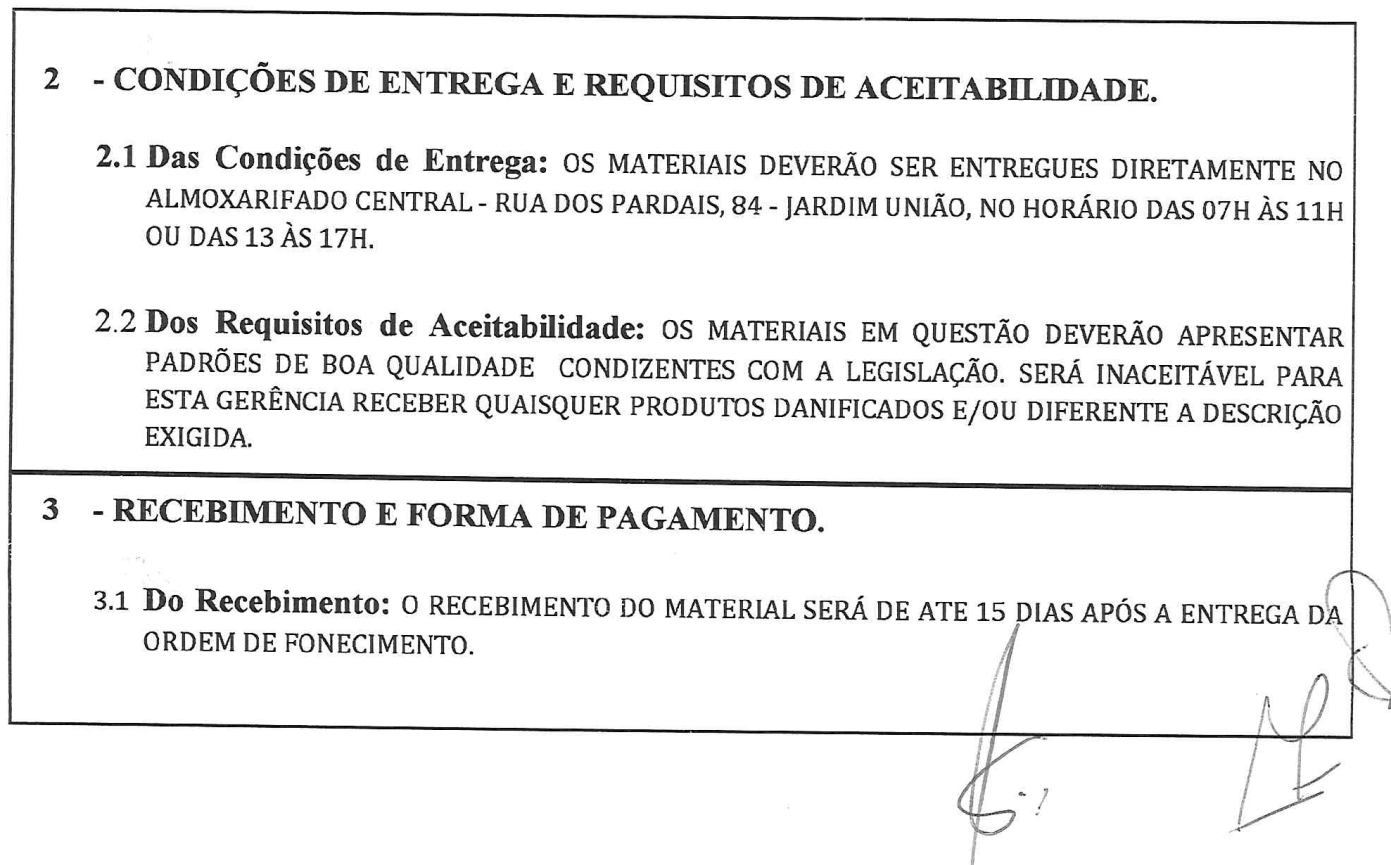 2 - CONDIÇÕES DE ENTREGA E REQUISITOS DE ACEITABILIDADE.
2.1 Das Condições de Entrega: OS MATERIAIS DEVERÃO SER ENTREGUES DIRETAMENTE NO
ALMOXARIFADO CENTRAL - RUA DOS PARDAIS, 84 - JARDIM UNIÃO, NO HORÁRIO DAS 07H ÀS 11H
OU DAS 13 ÀS 17H.
2.2 Dos Requisitos de Aceitabilidade: OS MATERIAIS EM QUESTÃO DEVERÃO APRESENTAR
PADRÕES DE BOA QUALIDADE CONDIZENTES COM A LEGISLAÇÃO. SERÁ INACEITÁVEL PARA
ESTA GERÊNCIA RECEBER QUAISQUER PRODUTOS DANIFICADOS E/OU DIFERENTE A DESCRIÇÃO
EXIGIDA.
3 - RECEBIMENTO E FORMA DE PAGAMENTO.
3.1 Do Recebimento: O RECEBIMENTO DO MATERIAL SERÁ DE ATE 15 DIAS APÓS A ENTREGA DA
ORDEM DE FONECIMENTO.